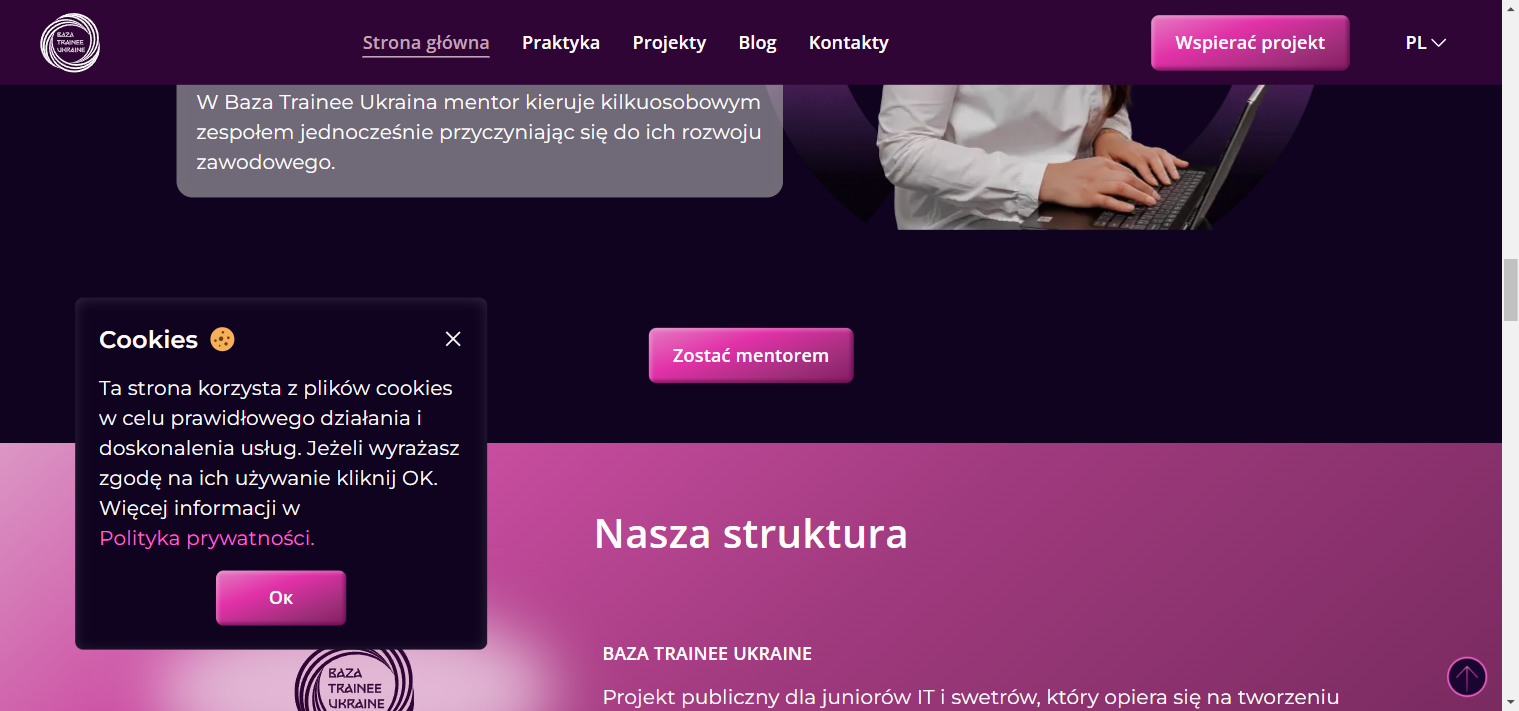 BAZA
TRAINEE
UKRAINE
Strona główna
Praktyka
Projekty
Blog
Kontakty
Wspierać projekt
PL
W Baza Trainee Ukraina mentor kieruje kilkuosobowym
zespołem jednocześnie przyczyniając się do ich rozwoju
zawodowego.
Zostać mentorem
Cookies
Ta strona korzysta z plików cookies
w celu prawidłowego działania i
doskonalenia usług. Jeżeli wyrażasz
zgodę na ich używanie kliknij OK.
Więcej informacji w
Polityka prywatności.
Ок
Nasza struktura
BAZA
TRAINEE
UKRAINE
BAZA TRAINEE UKRAINE
Projekt publiczny dla juniorów IT i swetrów, który opiera się na tworzeniu